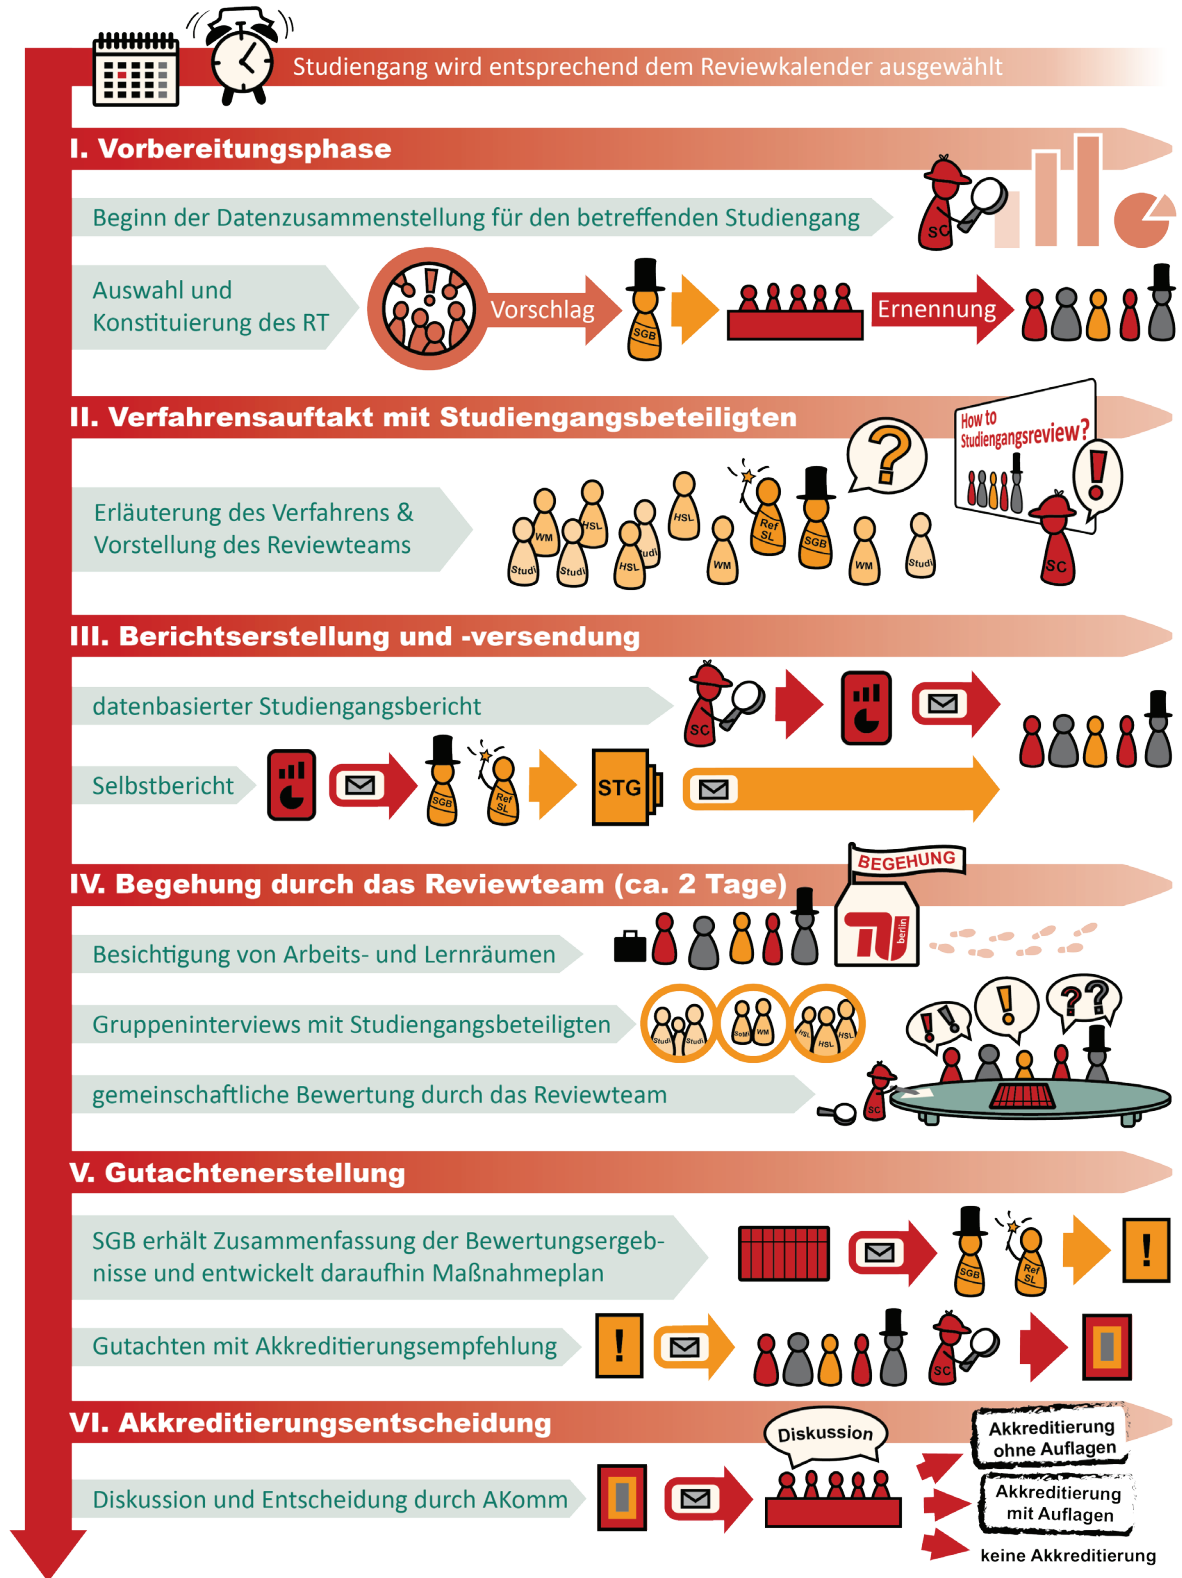 Studiengang wird entsprechend dem Reviewkalender ausgewählt
I. Vorbereitungsphase
Beginn der Datenzusammenstellung für den betreffenden Studiengang
SC
Auswahl und
Konstituierung des RT
Vorschlag
SGB
Ernennung
II. Verfahrensauftakt mit Studiengangsbeteiligten
How to
Studiengangsreview?
?
!
Erläuterung des Verfahrens &
Vorstellung des Reviewteams
Studi
WM
Studi
HSL
HSL
Studi
HSL
WM
Ref
SL
SGB
WM
Studi
SC
III. Berichtserstellung und -versendung
datenbasierter Studiengangsbericht
SC
Selbstbericht
SGB
Ref
SL
STG
IV. Begehung durch das Reviewteam (ca. 2 Tage)
BEGEHUNG
berlin
Besichtigung von Arbeits- und Lernräumen
Gruppeninterviews mit Studiengangsbeteiligten
Studi
Studi
SoMi
WM
HSL
HSL
HSL
! !
!
? ?
gemeinschaftliche Bewertung durch das Reviewteam
SC
V. Gutachtenerstellung
SGB erhält Zusammenfassung der Bewertungsergeb-
nisse und entwickelt daraufhin Maßnahmeplan
SGB
Ref
SL
!
Gutachten mit Akkreditierungsempfehlung
!
SC
VI. Akkreditierungsentscheidung
Diskussion
Diskussion und Entscheidung durch AKomm
Akkreditierung
ohne Auflagen
Akkreditierung
mit Auflagen
keine Akkreditierung